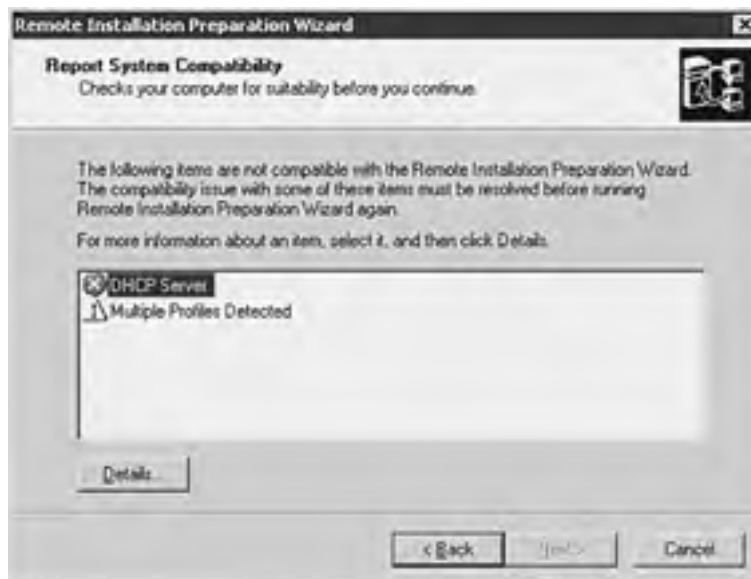 Remote Installation Preparation Wizard
Report System Compatibility
Checks your computer for suitability before you continue.
The following items are not compatible with the Remote Installation Preparation Wizard.
The compatibility issue with some of these items must be resolved before running
Remote Installation Preparation Wizard again.
For more information about an item, select it, and then click Details.
DHCP Server
Multiple Profiles Detected
Details...
< Back
Next >
Cancel